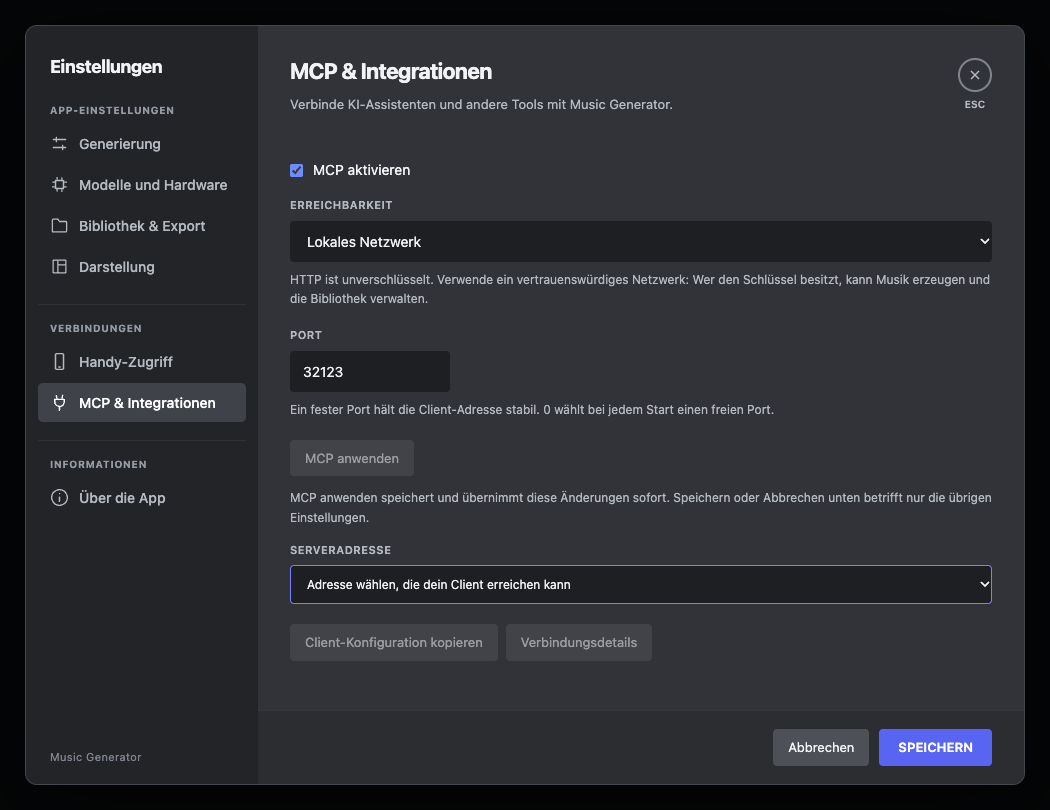 Einstellungen
APP-EINSTELLUNGEN
Generierung
Modelle und Hardware
Bibliothek & Export
Darstellung
VERBINDUNGEN
Handy-Zugriff
MCP & Integrationen
INFORMATIONEN
Über die App
Music Generator
MCP & Integrationen
Verbinde KI-Assistenten und andere Tools mit Music Generator.
ESC
MCP aktivieren
ERREICHBARKEIT
Lokales Netzwerk
HTTP ist unverschlüsselt. Verwende ein vertrauenswürdiges Netzwerk: Wer den Schlüssel besitzt, kann Musik erzeugen und
die Bibliothek verwalten.
PORT
32123
Ein fester Port hält die Client-Adresse stabil. 0 wählt bei jedem Start einen freien Port.
MCP anwenden
MCP anwenden speichert und übernimmt diese Änderungen sofort. Speichern oder Abbrechen unten betrifft nur die übrigen
Einstellungen.
SERVERADRESSE
Adresse wählen, die dein Client erreichen kann
Client-Konfiguration kopieren
Verbindungsdetails
Abbrechen
SPEICHERN